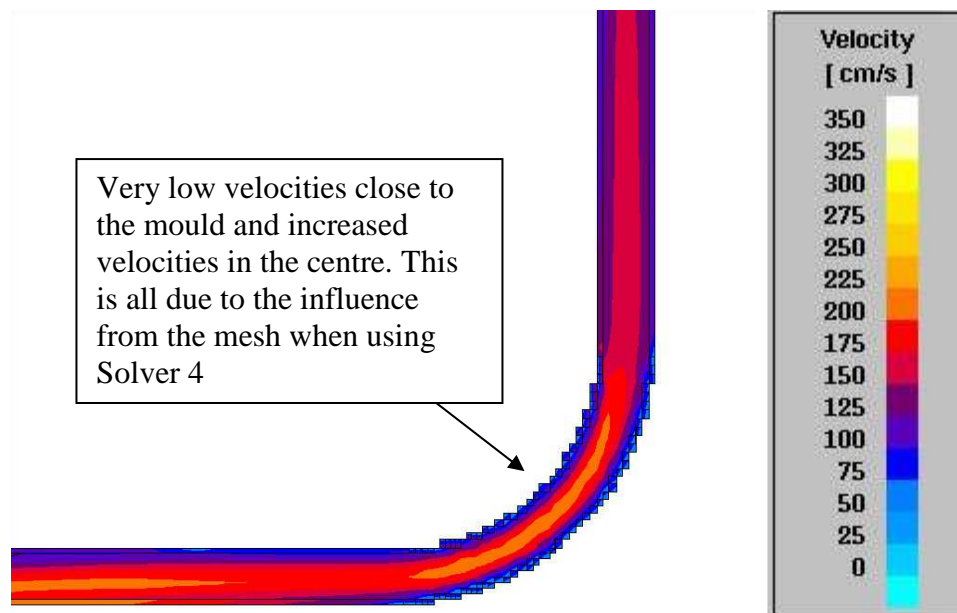 Very low velocities close to
the mould and increased
velocities in the centre. This
is all due to the influence
from the mesh when using
Solver 4
Velocity
[ cm/s ]
350
325
300
275
250
225
200
175
150
125
100
75
50
25
0